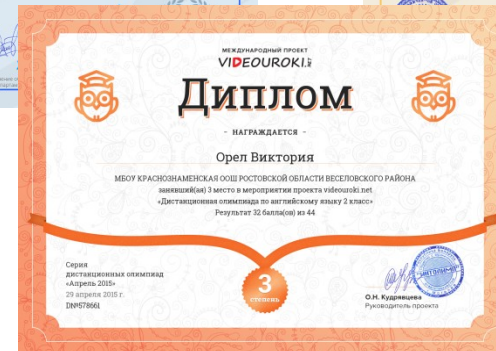 МЕЖДУНАРОДНЫЙ ПРОЕКТ
VIDEOUROKI.net
Диплом
- НАГРАЖДАЕТСЯ -
Орел Виктория
МБОУ КРАСНОЗНАМЕНСКАЯ ООШ РОСТОВСКОЙ ОБЛАСТИ ВЕСЕЛОВСКОГО РАЙОНА
занявший(ая) 3 место в мероприятии проекта videouroki.net
«Дистанционная олимпиада по английскому языку 2 класс»
Результат 32 балла(ов) из 44
Серия
дистанционных олимпиад
«Апрель 2015»
29 апреля 2015 г.
DN№578661
3
СТЕПЕНЬ
О.Н. Кудрявцева
Руководитель проекта